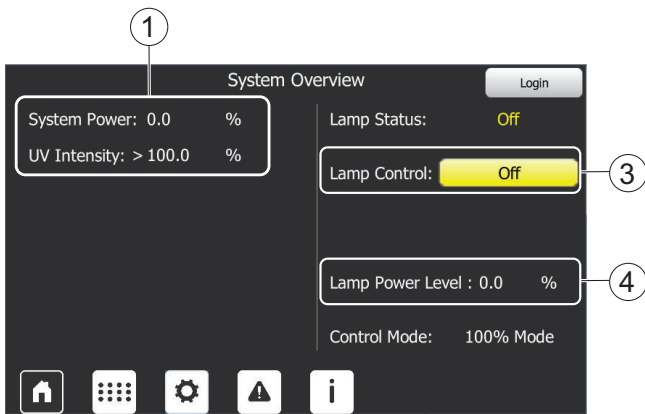 1
System Overview
Login
System Power: 0.0 %
UV Intensity: > 100.0 %
Lamp Status: Off
Lamp Control: Off
3
Lamp Power Level : 0.0 %
4
Control Mode: 100% Mode
i